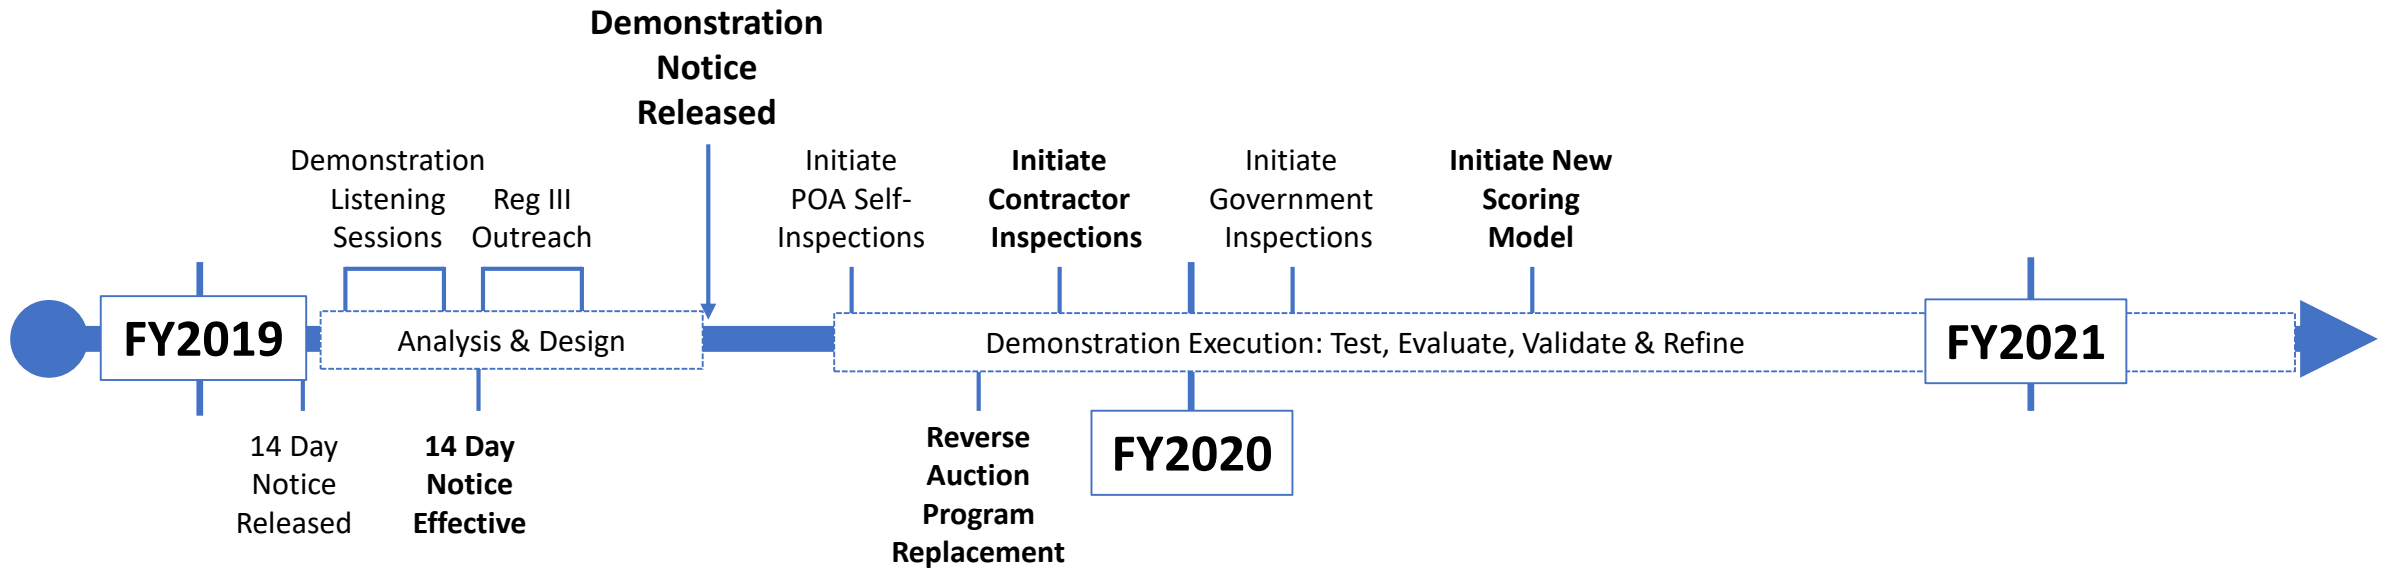 Demonstration
Notice
Released
Demonstration
Listening
Sessions
Reg III
Outreach
Initiate
POA Self-
Inspections
Initiate
Contractor
Inspections
Initiate
Government
Inspections
Initiate New
Scoring
Model
FY2019
Analysis & Design
Demonstration Execution: Test, Evaluate, Validate & Refine
FY2021
14 Day
Notice
Released
14 Day
Notice
Effective
Reverse
Auction
Program
Replacement
FY2020